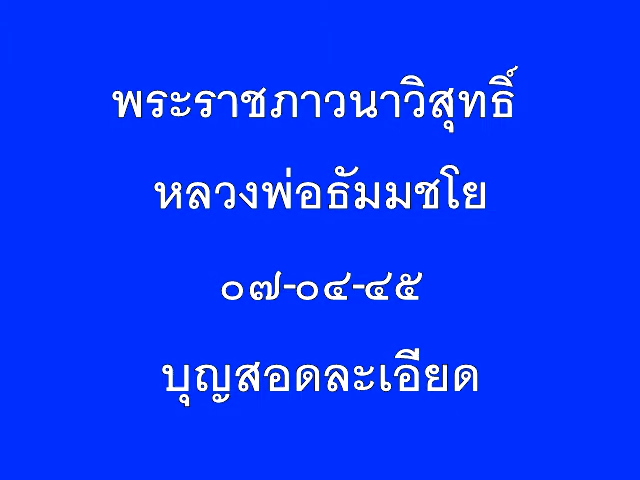 พระราชภาวนาวิสุทธิ์
หลวงพ่อธัมมชโย
๐๗-๐๔-๔๕
บุญสอดละเอียด